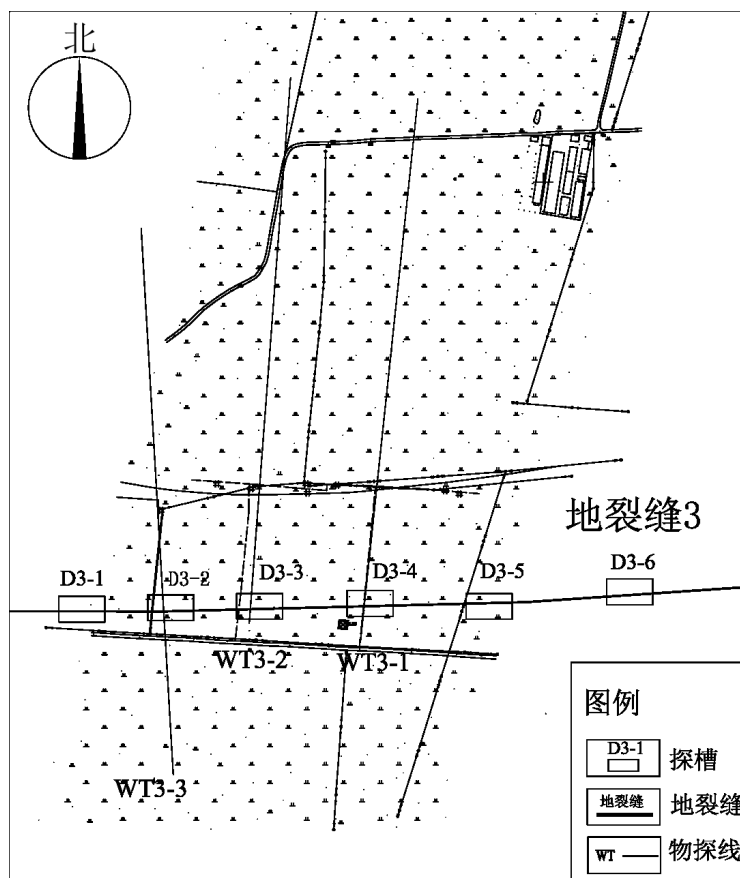 北
地裂缝3
D3-1
D3-2
D3-3
D3-4
D3-5
D3-6
WT3-2
WT3-1
WT3-3
图例
D3-1
探槽
地裂缝
地裂缝
WT
物探线